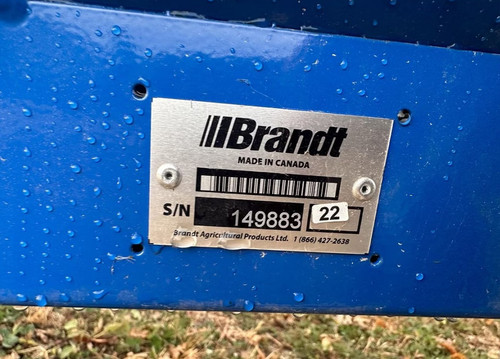 Brandt
MADE IN CANADA
S/N 149883 22
Brandt Agricultural Products Ltd. 1 (866) 427-2638